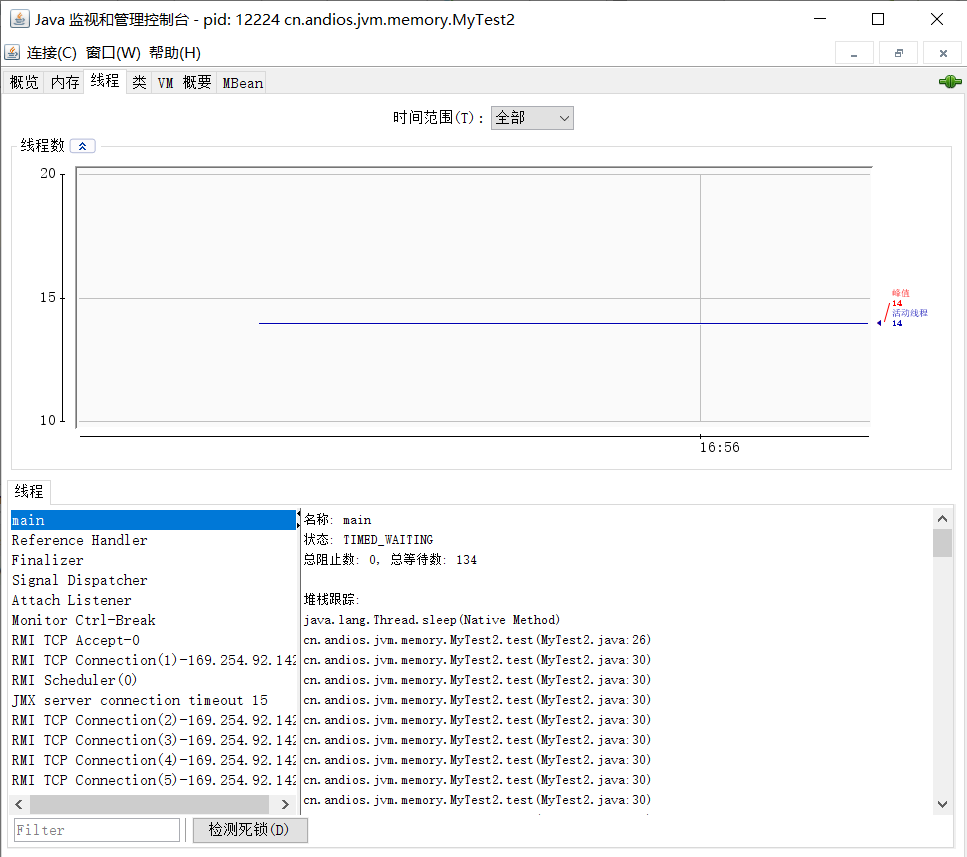 Java 监视和管理控制台 - pid: 12224 cn.andios.jvm.memory.MyTest2
连接(C) 窗口(W) 帮助(H)
概览 内存 线程 类 VM 概要 MBean
时间范围(T): 全部
线程数
20
15
10
16:56
峰值
14
活动线程
14
线程
main
Reference Handler
Finalizer
Signal Dispatcher
Attach Listener
Monitor Ctrl-Break
RMI TCP Accept-0
RMI TCP Connection(1)-169.254.92.142
RMI Scheduler(0)
JMX server connection timeout 15
RMI TCP Connection(2)-169.254.92.142
RMI TCP Connection(3)-169.254.92.142
RMI TCP Connection(4)-169.254.92.142
RMI TCP Connection(5)-169.254.92.142
名称: main
状态: TIMED_WAITING
总阻止数: 0, 总等待数: 134
堆栈跟踪:
java.lang.Thread.sleep(Native Method)
cn.andios.jvm.memory.MyTest2.test(MyTest2.java:26)
cn.andios.jvm.memory.MyTest2.test(MyTest2.java:30)
cn.andios.jvm.memory.MyTest2.test(MyTest2.java:30)
cn.andios.jvm.memory.MyTest2.test(MyTest2.java:30)
cn.andios.jvm.memory.MyTest2.test(MyTest2.java:30)
cn.andios.jvm.memory.MyTest2.test(MyTest2.java:30)
cn.andios.jvm.memory.MyTest2.test(MyTest2.java:30)
cn.andios.jvm.memory.MyTest2.test(MyTest2.java:30)
cn.andios.jvm.memory.MyTest2.test(MyTest2.java:30)
Filter
检测死锁(D)